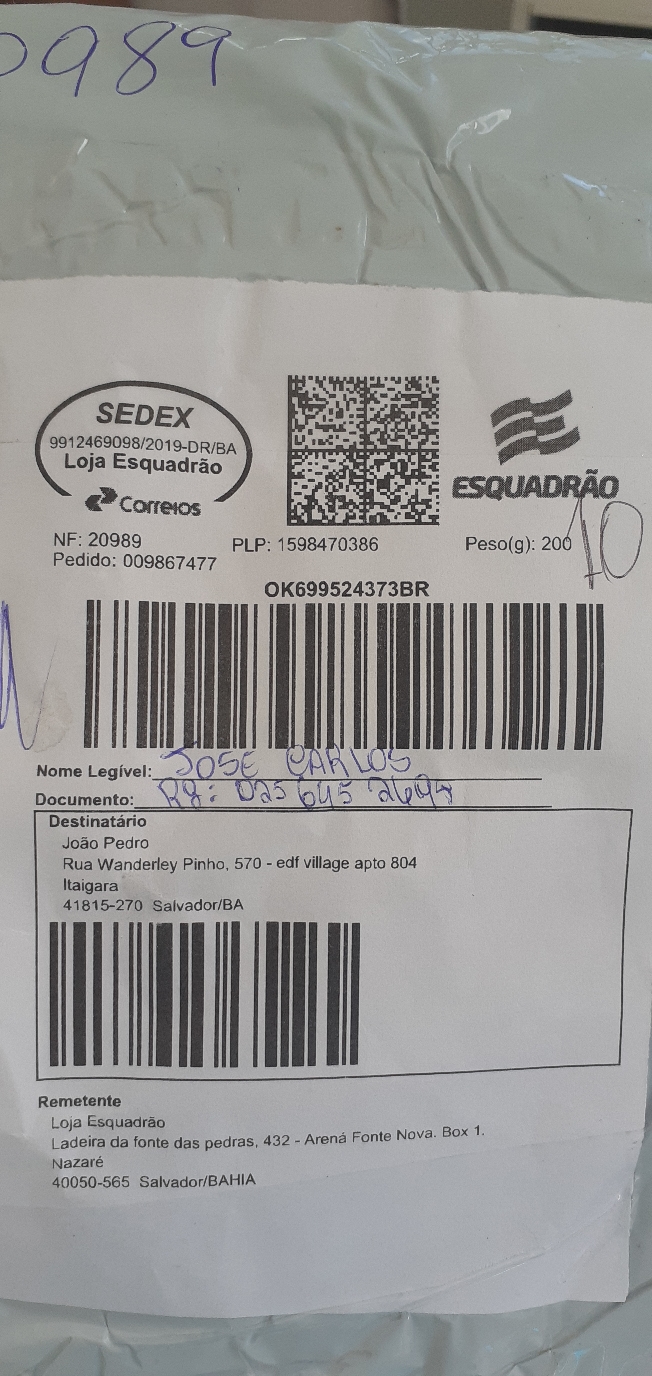 0989
SEDEX
9912469098/2019-DR/BA
Loja Esquadrão
Correios
ESQUADRÃO
NF: 20989
PLP: 1598470386
Peso(g): 200
10
Pedido: 009867477
OK699524373BR
Nome Legível: JOSE CARLOS
Documento: Rg: 025 645
Destinatário
João Pedro
Rua Wanderley Pinho, 570 - edf village apto 804
Itaigara
41815-270 Salvador/BA
Remetente
Loja Esquadrão
Ladeira da fonte das pedras, 432 - Arena Fonte Nova. Box 1.
Nazaré
40050-565 Salvador/BAHIA